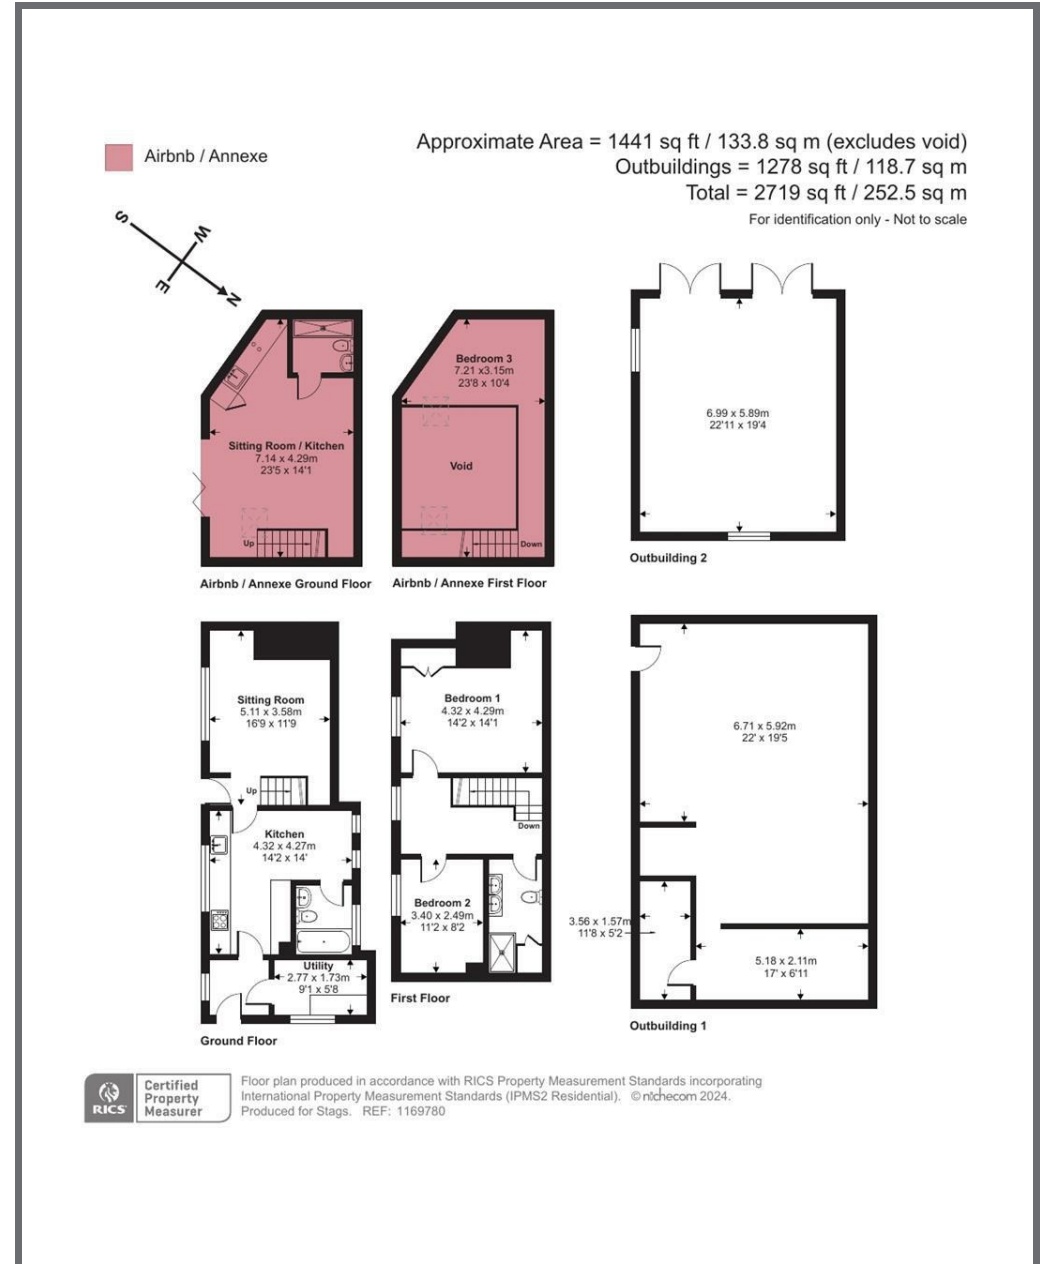 Airbnb / Annexe
Approximate Area = 1441 sq ft / 133.8 sq m (excludes void)
Outbuildings = 1278 sq ft / 118.7 sq m
Total = 2719 sq ft / 252.5 sq m
For identification only - Not to scale
S
W
E
N
Sitting Room / Kitchen
7.14 x 4.29m
23'5 x 14'1
Up
Airbnb / Annexe Ground Floor
Bedroom 3
7.21 x3.15m
23'8 x 10'4
Void
Down
Airbnb / Annexe First Floor
6.99 x 5.89m
22'11 x 19'4
Outbuilding 2
Sitting Room
5.11 x 3.58m
16'9 x 11'9
Up
Kitchen
4.32 x 4.27m
14'2 x 14'
Utility
2.77 x 1.73m
9'1 x 5'8
Ground Floor
Bedroom 1
4.32 x 4.29m
14'2 x 14'1
Down
Bedroom 2
3.40 x 2.49m
11'2 x 8'2
First Floor
6.71 x 5.92m
22' x 19'5
3.56 x 1.57m
11'8 x 5'2
5.18 x 2.11m
17' x 6'11
Outbuilding 1
RICS
Certified
Property
Measurer
Floor plan produced in accordance with RICS Property Measurement Standards incorporating
International Property Measurement Standards (IPMS2 Residential). © nıchecom 2024.
Produced for Stags. REF: 1169780